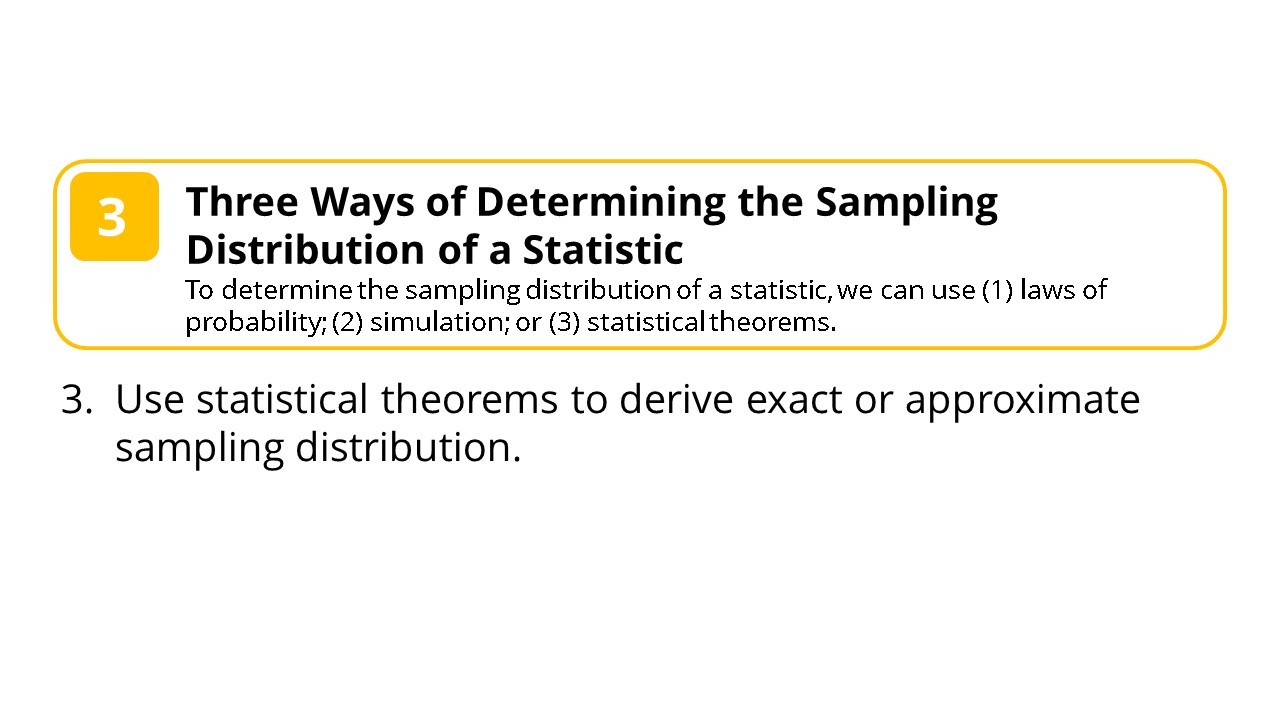 3
Three Ways of Determining the Sampling
Distribution of a Statistic
To determine the sampling distribution of a statistic, we can use (1) laws of
probability; (2) simulation; or (3) statistical theorems.
3. Use statistical theorems to derive exact or approximate
sampling distribution.